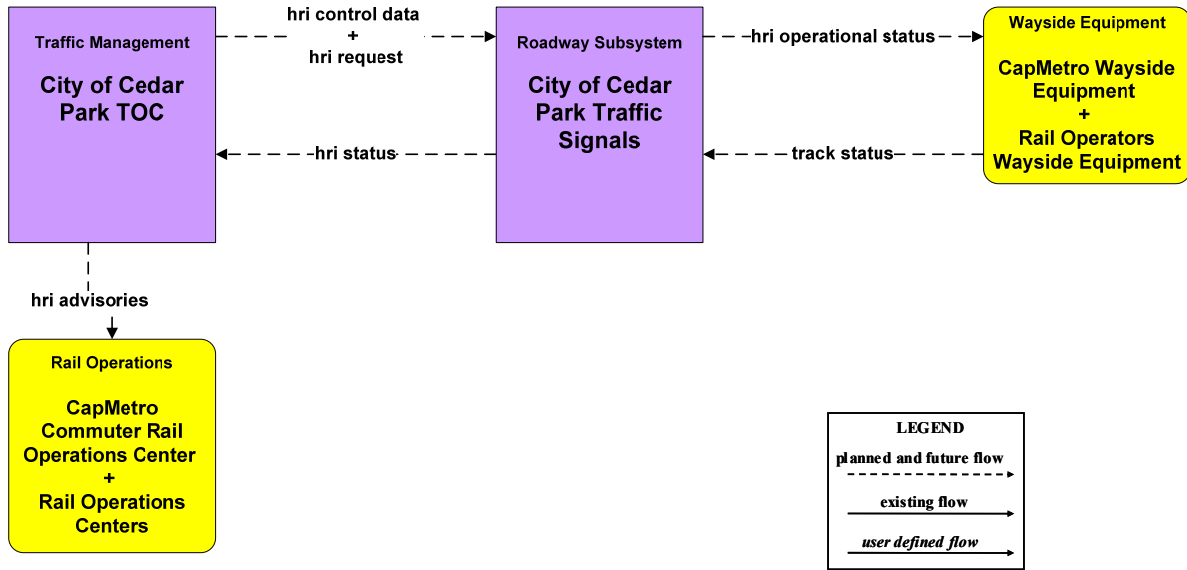 Traffic Management
City of Cedar
Park TOC
hri control data
+
hri request
hri status
Roadway Subsystem
City of Cedar
Park Traffic
Signals
hri operational status
track status
Wayside Equipment
CapMetro Wayside
Equipment
+
Rail Operators
Wayside Equipment
hri advisories
Rail Operations
CapMetro
Commuter Rail
Operations Center
+
Rail Operations
Centers
LEGEND
planned and future flow
existing flow
user defined flow